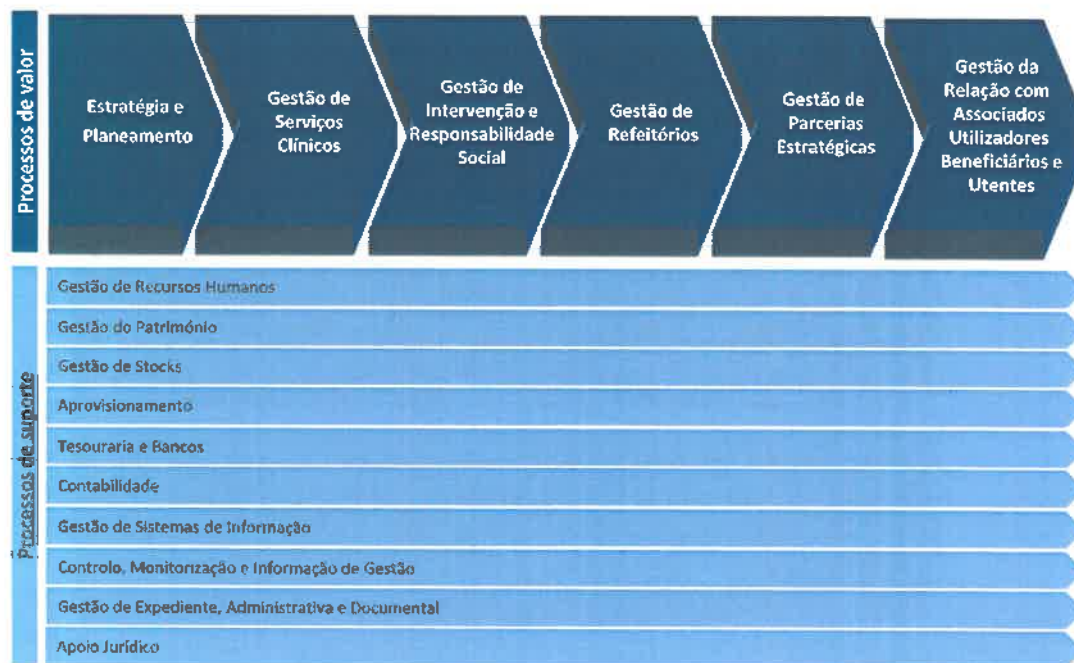 Processos de valor
Estratégia e
Planeamento
Gestão de
Serviços
Clínicos
Gestão de
Intervenção e
Responsabilidade
Social
Gestão de
Refeitórios
Gestão de
Parcerias
Estratégicas
Gestão da
Relação com
Associados
Utilizadores
Beneficiários e
Utentes
Processos de suporte
Gestão de Recursos Humanos
Gestão do Património
Gestão de Stocks
Aprovisionamento
Tesouraria e Bancos
Contabilidade
Gestão de Sistemas de Informação
Controlo, Monitorização e Informação de Gestão
Gestão de Expediente, Administrativa e Documental
Apoio Jurídico